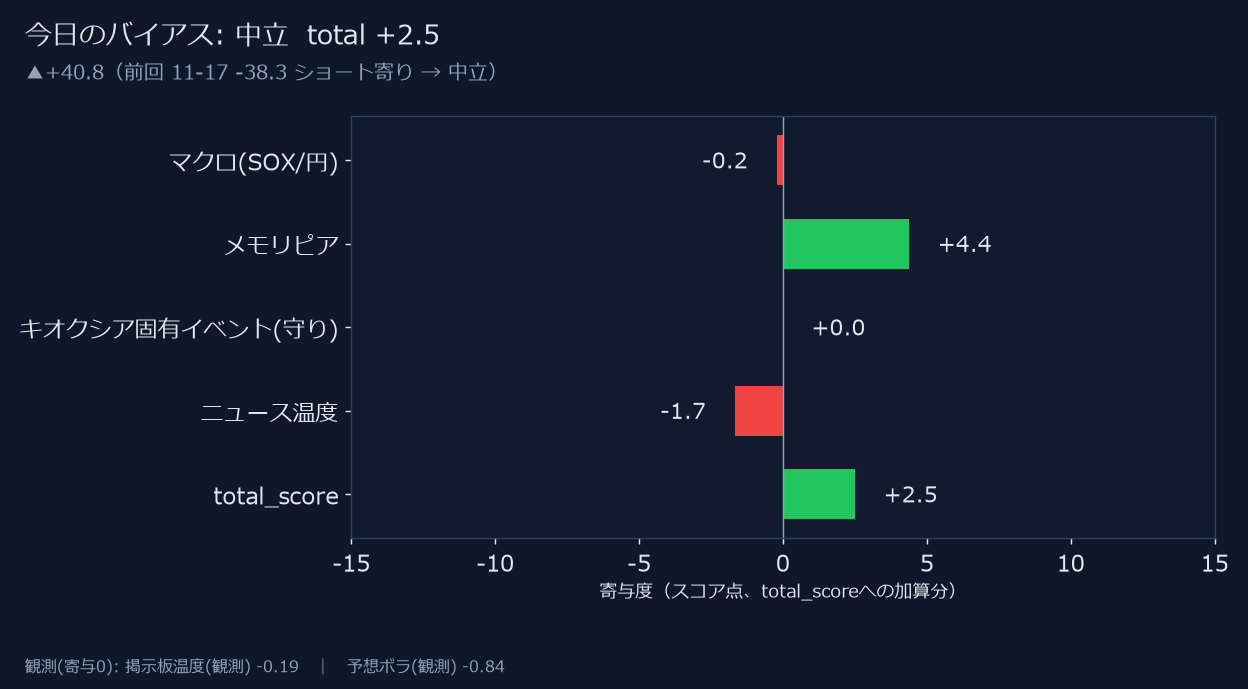 今日のバイアス: 中立  total +2.5
▲+40.8（前回 11-17 -38.3 ショート寄り → 中立）
マクロ(SOX/円)
-0.2
メモリピア
+4.4
キオクシア固有イベント(守り)
+0.0
ニュース温度
-1.7
total_score
+2.5
-15 -10 -5 0 5 10 15
寄与度（スコア点、total_scoreへの加算分）
観測(寄与0): 掲示板温度(観測) -0.19 ｜ 予想ボラ(観測) -0.84